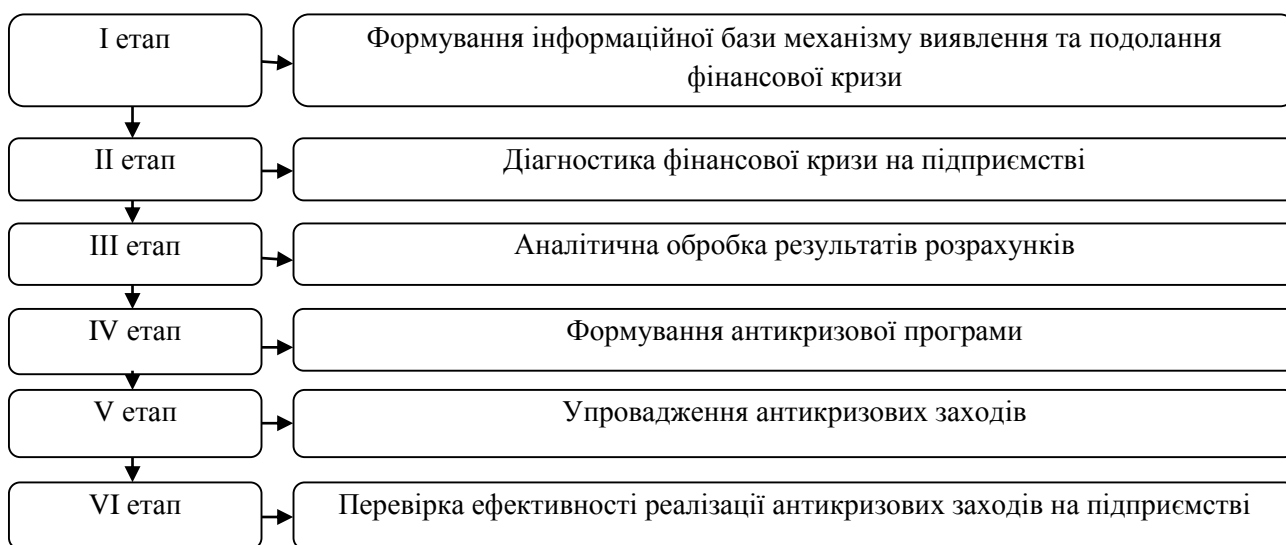 І етап
Формування інформаційної бази механізму виявлення та подолання
фінансової кризи
ІІ етап
Діагностика фінансової кризи на підприємстві
ІІІ етап
Аналітична обробка результатів розрахунків
IV етап
Формування антикризової програми
V етап
Упровадження антикризових заходів
VI етап
Перевірка ефективності реалізації антикризових заходів на підприємстві